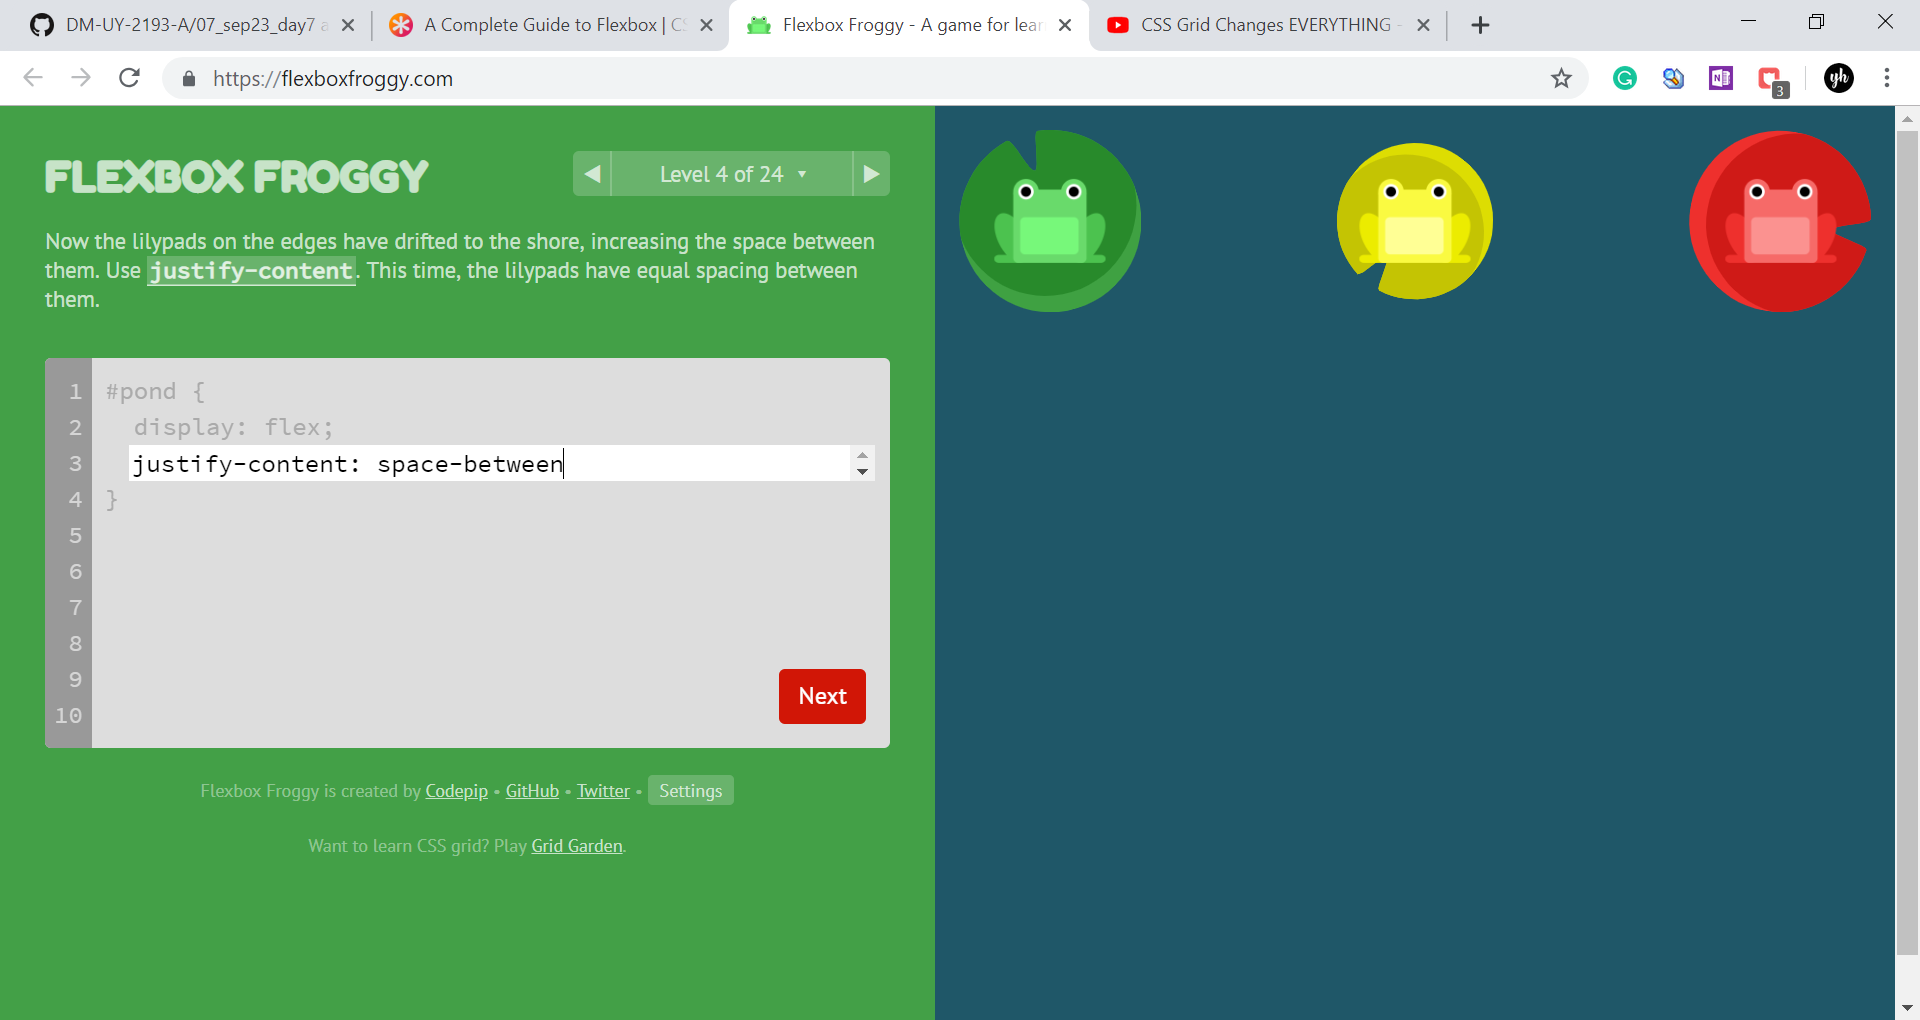 DM-UY-2193-A/07_sep23_day7 a
A Complete Guide to Flexbox | CS
Flexbox Froggy - A game for lear
CSS Grid Changes EVERYTHING -
https://flexboxfroggy.com
N
3
yh
FLEXBOX FROGGY
Level 4 of 24
Now the lilypads on the edges have drifted to the shore, increasing the space between
them. Use justify-content. This time, the lilypads have equal spacing between
them.
1 #pond {
2 display: flex;
3 justify-content: space-between
4 }
5
6
7
8
9
10
Next
Flexbox Froggy is created by Codepip • GitHub • Twitter • Settings
Want to learn CSS grid? Play Grid Garden.